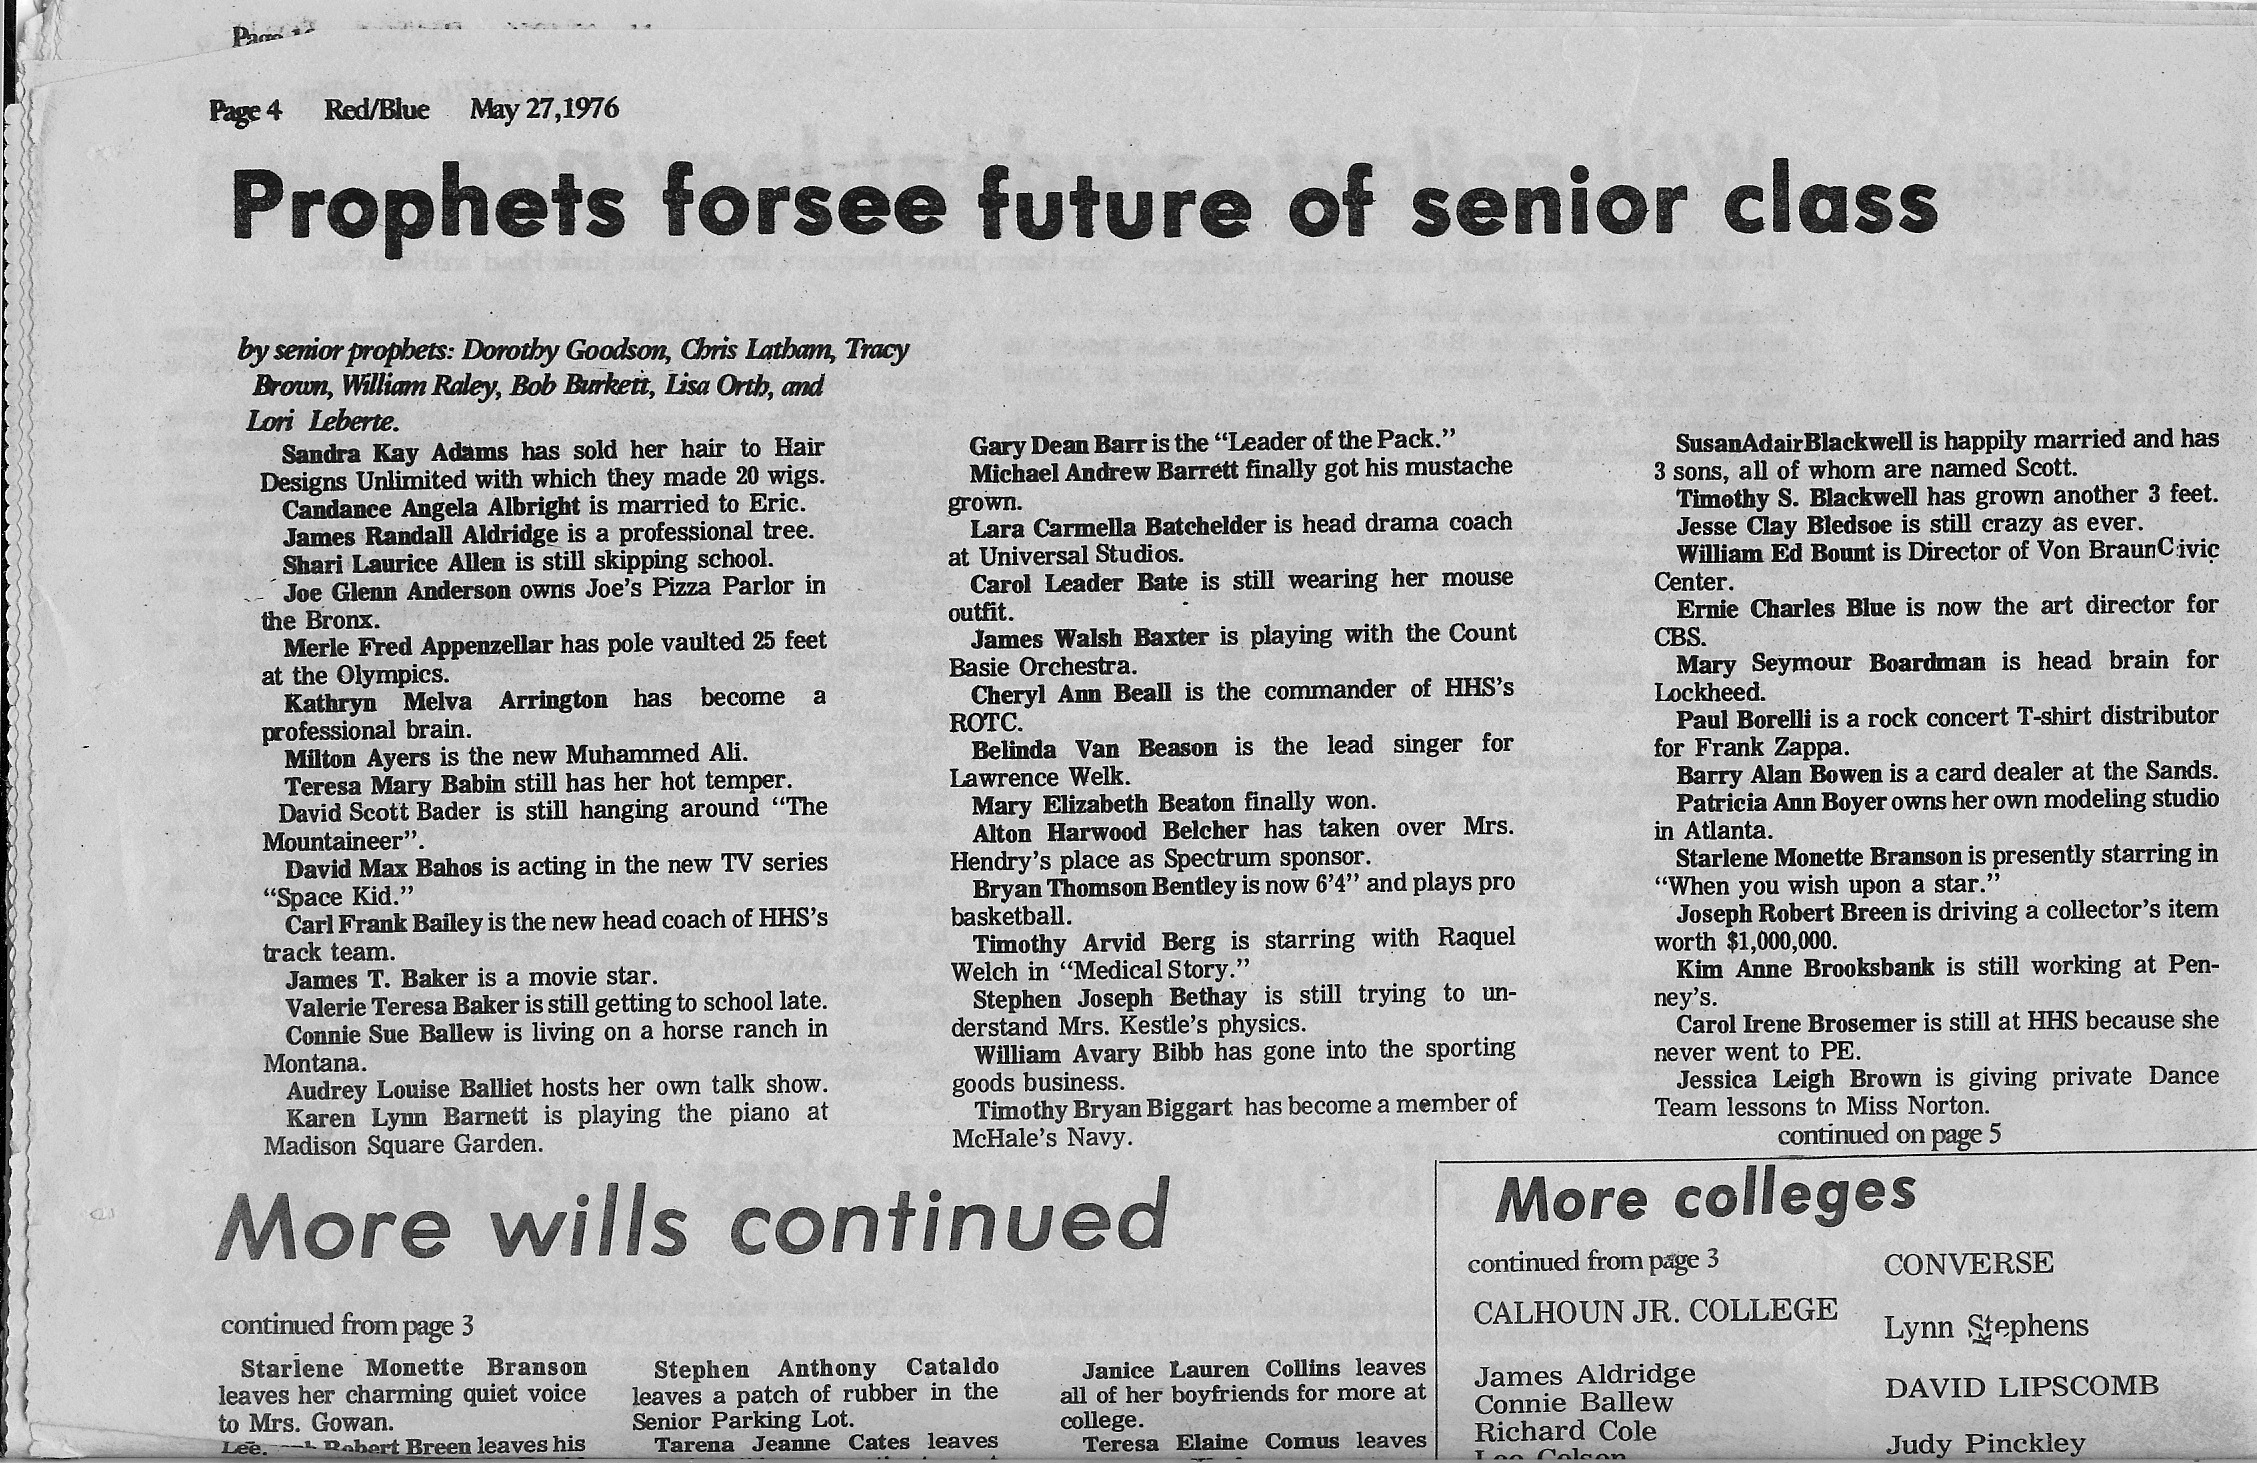 Page 4 Red/Blue May 27,1976
Prophets forsee future of senior class
by senior prophets: Dorothy Goodson, Chris Latham, Tracy
Brown, William Raley, Bob Burkett, Lisa Orth, and
Lori Leberte.
Sandra Kay Adams has sold her hair to Hair
Designs Unlimited with which they made 20 wigs.
Candance Angela Albright is married to Eric.
James Randall Aldridge is a professional tree.
Shari Laurice Allen is still skipping school.
Joe Glenn Anderson owns Joe's Pizza Parlor in
the Bronx.
Merle Fred Appenzellar has pole vaulted 25 feet
at the Olympics.
Kathryn Melva Arrington has become a
professional brain.
Milton Ayers is the new Muhammed Ali.
Teresa Mary Babin still has her hot temper.
David Scott Bader is still hanging around "The
Mountaineer".
David Max Bahos is acting in the new TV series
"Space Kid."
Carl Frank Bailey is the new head coach of HHS's
track team.
James T. Baker is a movie star.
Valerie Teresa Baker is still getting to school late.
Connie Sue Ballew is living on a horse ranch in
Montana.
Audrey Louise Balliet hosts her own talk show.
Karen Lynn Barnett is playing the piano at
Madison Square Garden.
Gary Dean Barr is the "Leader of the Pack."
Michael Andrew Barrett finally got his mustache
grown.
Lara Carmella Batchelder is head drama coach
at Universal Studios.
Carol Leader Bate is still wearing her mouse
outfit.
James Walsh Baxter is playing with the Count
Basie Orchestra.
Cheryl Ann Beall is the commander of HHS's
ROTC.
Belinda Van Beason is the lead singer for
Lawrence Welk.
Mary Elizabeth Beaton finally won.
Alton Harwood Belcher has taken over Mrs.
Hendry's place as Spectrum sponsor.
Bryan Thomson Bentley is now 6'4" and plays pro
basketball.
Timothy Arvid Berg is starring with Raquel
Welch in "Medical Story."
Stephen Joseph Bethay is still trying to un-
derstand Mrs. Kestle's physics.
William Avary Bibb has gone into the sporting
goods business.
Timothy Bryan Biggart has become a member of
McHale's Navy.
SusanAdairBlackwell is happily married and has
3 sons, all of whom are named Scott.
Timothy S. Blackwell has grown another 3 feet.
Jesse Clay Bledsoe is still crazy as ever.
William Ed Bount is Director of Von BraunCivic
Center.
Ernie Charles Blue is now the art director for
CBS.
Mary Seymour Boardman is head brain for
Lockheed.
Paul Borelli is a rock concert T-shirt distributor
for Frank Zappa.
Barry Alan Bowen is a card dealer at the Sands.
Patricia Ann Boyer owns her own modeling studio
in Atlanta.
Starlene Monette Branson is presently starring in
"When you wish upon a star."
Joseph Robert Breen is driving a collector's item
worth $1,000,000.
Kim Anne Brooksbank is still working at Pen-
ney's.
Carol Irene Brosemer is still at HHS because she
never went to PE.
Jessica Leigh Brown is giving private Dance
Team lessons to Miss Norton.
continued on page 5
More wills continued
continued from page 3
Starlene Monette Branson
leaves her charming quiet voice
to Mrs. Gowan.
Robert Breen leaves his
Stephen Anthony Cataldo
leaves a patch of rubber in the
Senior Parking Lot.
Tarena Jeanne Cates leaves
Janice Lauren Collins leaves
all of her boyfriends for more at
college.
Teresa Elaine Comus leaves
More colleges
continued from page 3
CALHOUN JR. COLLEGE
James Aldridge
Connie Ballew
Richard Cole
CONVERSE
Lynn Stephens
DAVID LIPSCOMB
Judy Pinckley